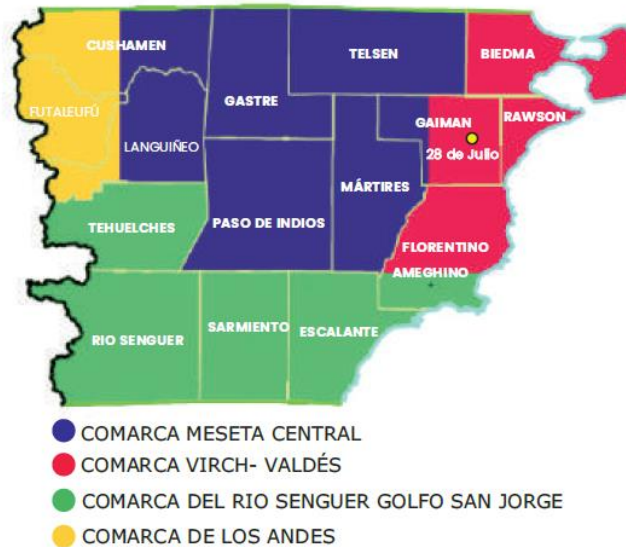 CUSHAMEN
TELSEN
BIEDMA
FUTALEUFÚ
GASTRE
GAIMAN
RAWSON
LANGUIÑEO
28 de Julio
MÁRTIRES
TEHUELCHES
PASO DE INDIOS
FLORENTINO
AMEGHINO
RIO SENGUER
SARMIENTO
ESCALANTE
COMARCA MESETA CENTRAL
COMARCA VIRCH- VALDÉS
COMARCA DEL RIO SENGUER GOLFO SAN JORGE
COMARCA DE LOS ANDES